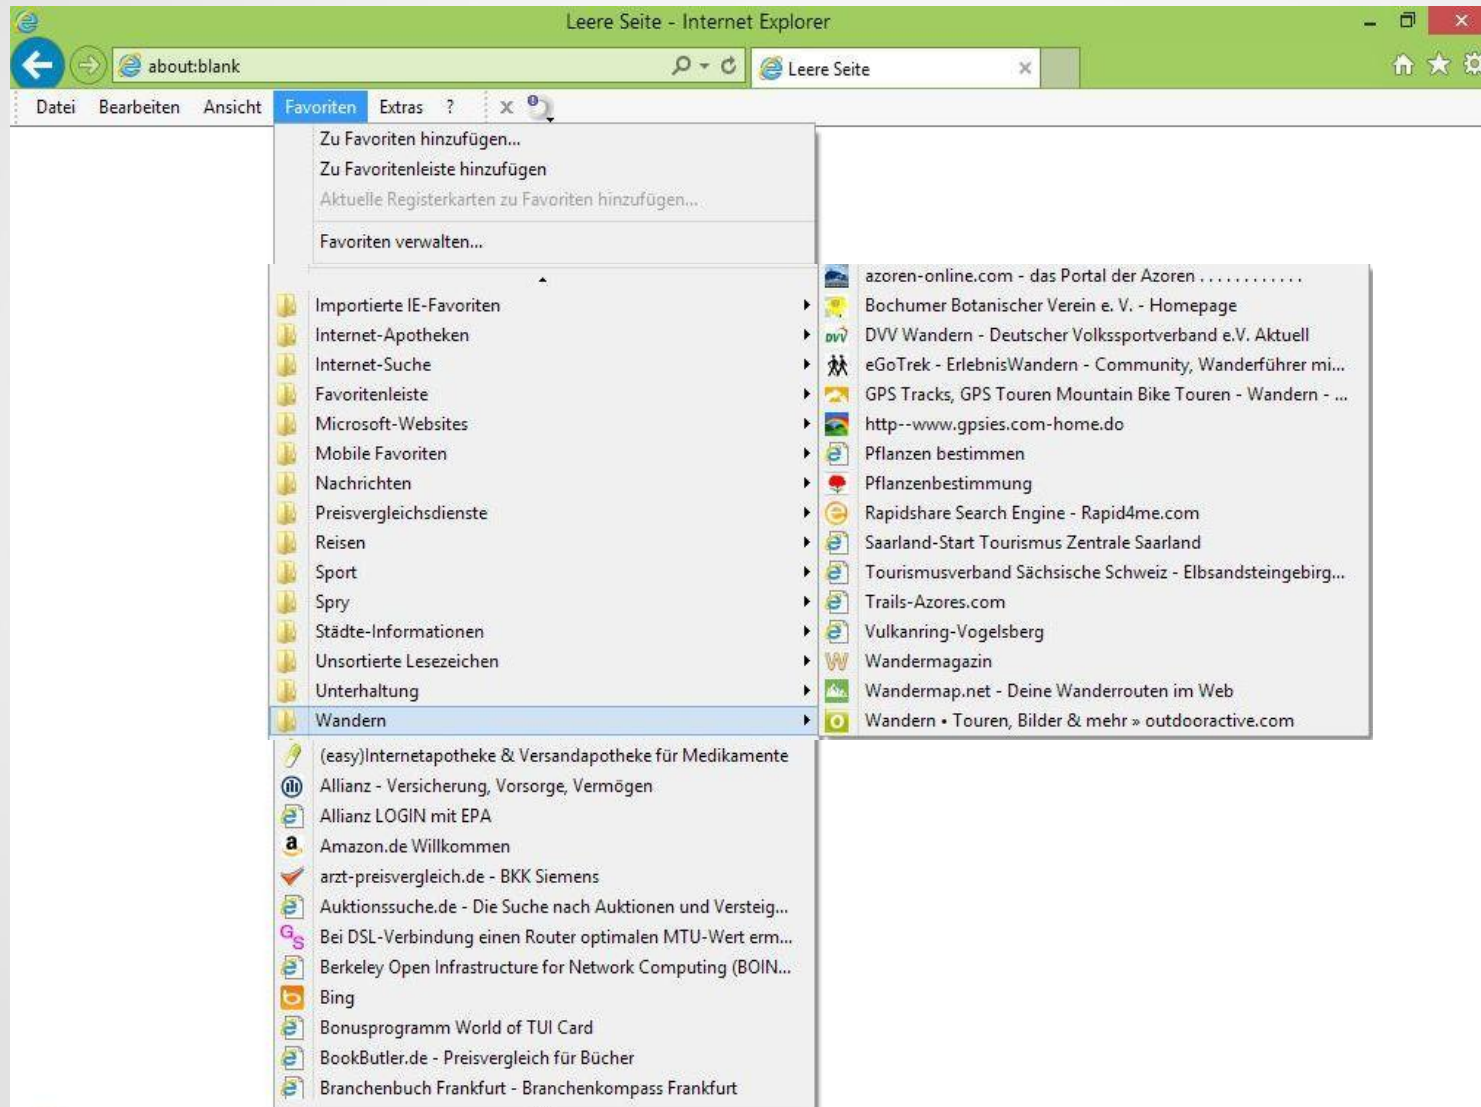 Leere Seite - Internet Explorer
about:blank
Leere Seite
Datei Bearbeiten Ansicht Favoriten Extras ?
Zu Favoriten hinzufügen...
Zu Favoritenleiste hinzufügen
Aktuelle Registerkarten zu Favoriten hinzufügen...
Favoriten verwalten...
Importierte IE-Favoriten
Internet-Apotheken
Internet-Suche
Favoritenleiste
Microsoft-Websites
Mobile Favoriten
Nachrichten
Preisvergleichsdienste
Reisen
Sport
Spry
Städte-Informationen
Unsortierte Lesezeichen
Unterhaltung
Wandern
azoren-online.com - das Portal der Azoren . . . . . . . . . . . .
Bochumer Botanischer Verein e. V. - Homepage
DVV Wandern - Deutscher Volkssportverband e.V. Aktuell
eGoTrek - ErlebnisWandern - Community, Wanderführer mi...
GPS Tracks, GPS Touren Mountain Bike Touren - Wandern - ...
http--www.gpsies.com-home.do
Pflanzen bestimmen
Pflanzenbestimmung
Rapidshare Search Engine - Rapid4me.com
Saarland-Start Tourismus Zentrale Saarland
Tourismusverband Sächsische Schweiz - Elbsandsteingebirg...
Trails-Azores.com
Vulkanring-Vogelsberg
Wandermagazin
Wandermap.net - Deine Wanderrouten im Web
Wandern • Touren, Bilder & mehr » outdooractive.com
(easy)Internetapotheke & Versandapotheke für Medikamente
Allianz - Versicherung, Vorsorge, Vermögen
Allianz LOGIN mit EPA
Amazon.de Willkommen
arzt-preisvergleich.de - BKK Siemens
Auktionssuche.de - Die Suche nach Auktionen und Versteig...
Bei DSL-Verbindung einen Router optimalen MTU-Wert erm...
Berkeley Open Infrastructure for Network Computing (BOIN...
Bing
Bonusprogramm World of TUI Card
BookButler.de - Preisvergleich für Bücher
Branchenbuch Frankfurt - Branchenkompass Frankfurt